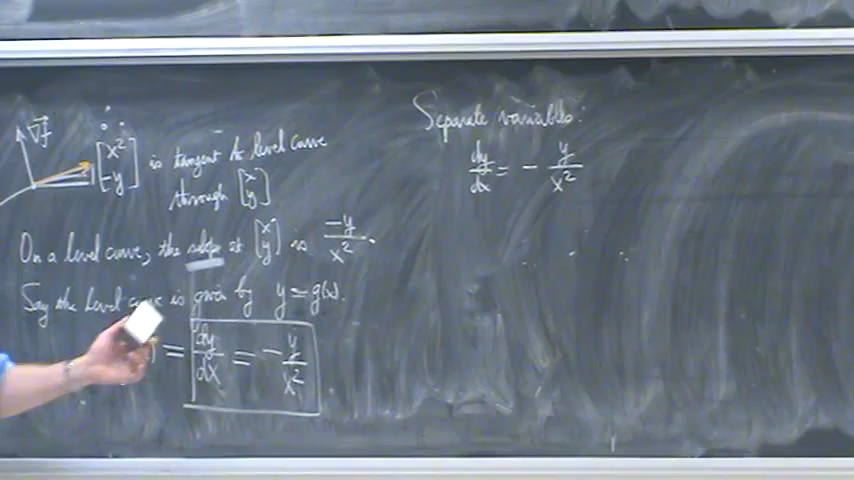 ∇f [x² -y] is tangent to level curve
through [x y]
On a level curve, the slope at [x y] is -y/x².
Say the level curve is given by y = g(x).
= dy/dx = -y/x²
Separate variables:
dy/dx = - y/x²